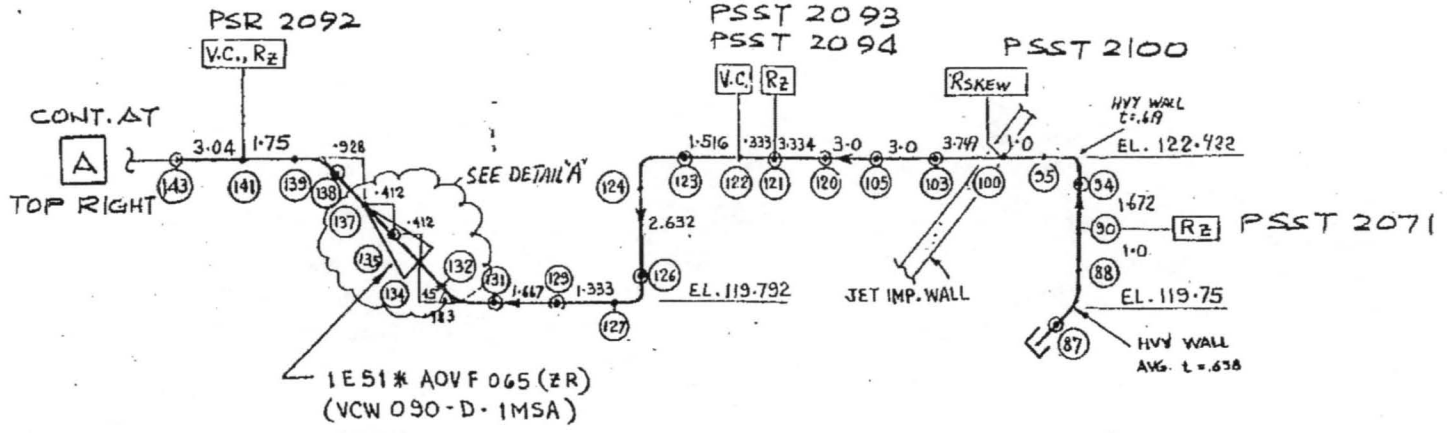 PSR 2092
V.C., Rz
PSST 2093
PSST 2094
V.C.
Rz
PSST 2100
RSKEW
HVY WALL
t=.619
CONT. AT
A
TOP RIGHT
3.04
1.75
.928
1.516
.333
3.334
3.0
3.0
3.749
1.0
EL. 122.422
143
141
139
138
137
.412
.412
SEE DETAIL "A"
124
123
122
121
120
105
103
100
95
94
1.672
90
Rz
PSST 2071
1.0
88
2.632
135
134
132
131
1.667
129
1.333
126
127
EL. 119.792
JET IMP. WALL
EL. 119.75
87
HVY WALL
AVG. t=.658
1E51* AOVF065 (ZR)
(VCW 090-D-1MSA)